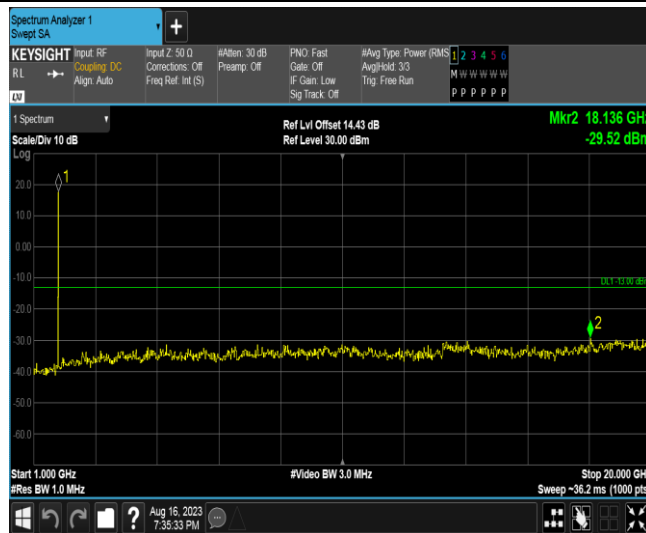 Spectrum Analyzer 1
Swept SA
+
KEYSIGHT
RL
LXI
Input: RF
Coupling: DC
Align: Auto
Input Z: 50 Ω
Corrections: Off
Freq Ref: Int (S)
#Atten: 30 dB
Preamp: Off
PNO: Fast
Gate: Off
IF Gain: Low
Sig Track: Off
#Avg Type: Power (RMS
Avg|Hold: 3/3
Trig: Free Run
1 2 3 4 5 6
M W W W W W
P P P P P P
1 Spectrum
Scale/Div 10 dB
Log
Ref Lvl Offset 14.43 dB
Ref Level 30.00 dBm
Mkr2 18.136 GHz
-29.52 dBm
1
20.0
10.0
0.00
-10.0
DL1 -13.00 dBm
-20.0
2
-30.0
-40.0
-50.0
-60.0
Start 1.000 GHz
#Video BW 3.0 MHz
Stop 20.000 GHz
#Res BW 1.0 MHz
Sweep ~36.2 ms (1000 pts)
?
Aug 16, 2023
7:35:33 PM